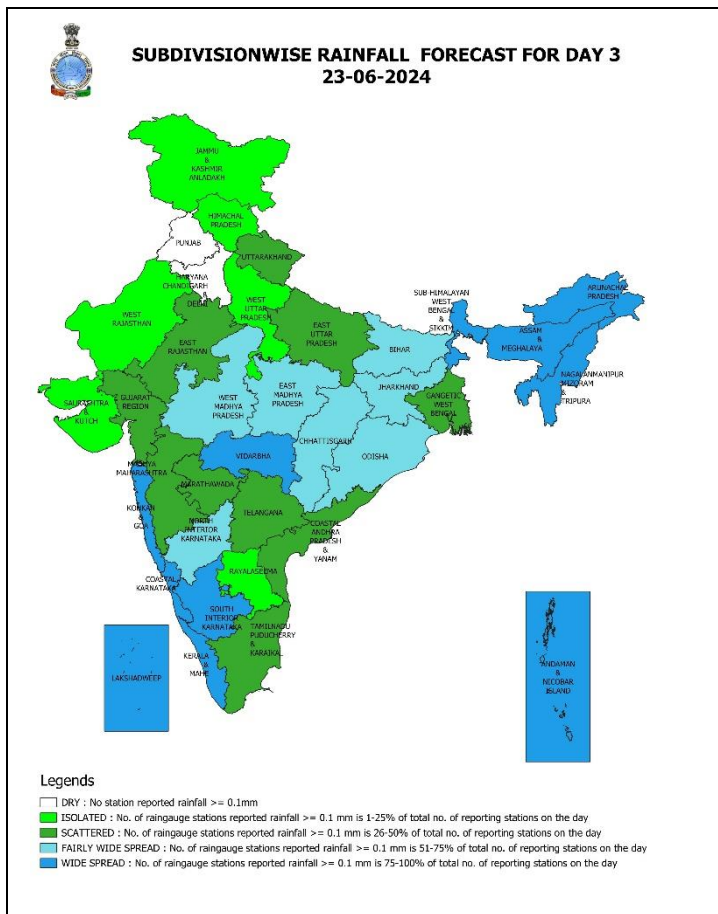 SUBDIVISIONWISE RAINFALL FORECAST FOR DAY 3
23-06-2024
JAMMU
&
KASHMIR
ANLADAKH
HIMACHAL
PRADESH
PUNJAB
UTTARAKHAND
HARYANA
CHANDIGARH
&
DELHI
WEST
RAJASTHAN
WEST
UTTAR
PRADESH
EAST
RAJASTHAN
EAST
UTTAR
PRADESH
SUB-HIMALAYAN
WEST
BENGAL
&
SIKKIM
ARUNACHAL
PRADESH
ASSAM
&
MEGHALAYA
NAGALANMANIPUR
MIZORAM
&
TRIPURA
BIHAR
SAURASHTRA
&
KUTCH
GUJARAT
REGION
WEST
MADHYA
PRADESH
EAST
MADHYA
PRADESH
JHARKHAND
GANGETIC
WEST
BENGAL
CHHATTISGARH
ODISHA
VIDARBHA
MADHYA
MAHARASHTRA
MARATHAWADA
KONKAN
&
GOA
TELANGANA
NORTH
INTERIOR
KARNATAKA
COASTAL
ANDHRA
PRADESH
&
YANAM
RAYALASEEMA
COASTAL
KARNATAKA
SOUTH
INTERIOR
KARNATAKA
TAMILNADU
PUDUCHERRY
&
KARAIKAL
KERALA
&
MAHE
LAKSHADWEEP
ANDAMAN
&
NICOBAR
ISLAND
Legends
DRY : No station reported rainfall >= 0.1mm
ISOLATED : No. of raingauge stations reported rainfall >= 0.1 mm is 1-25% of total no. of reporting stations on the day
SCATTERED : No. of raingauge stations reported rainfall >= 0.1 mm is 26-50% of total no. of reporting stations on the day
FAIRLY WIDE SPREAD : No. of raingauge stations reported rainfall >= 0.1 mm is 51-75% of total no. of reporting stations on the day
WIDE SPREAD : No. of raingauge stations reported rainfall >= 0.1 mm is 75-100% of total no. of reporting stations on the day